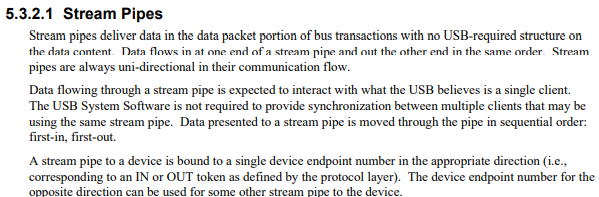 5.3.2.1 Stream Pipes
Stream pipes deliver data in the data packet portion of bus transactions with no USB-required structure on
the data content. Data flows in at one end of a stream pipe and out the other end in the same order. Stream
pipes are always uni-directional in their communication flow.
Data flowing through a stream pipe is expected to interact with what the USB believes is a single client.
The USB System Software is not required to provide synchronization between multiple clients that may be
using the same stream pipe. Data presented to a stream pipe is moved through the pipe in sequential order:
first-in, first-out.
A stream pipe to a device is bound to a single device endpoint number in the appropriate direction (i.e.,
corresponding to an IN or OUT token as defined by the protocol layer). The device endpoint number for the
opposite direction can be used for some other stream pipe to the device.